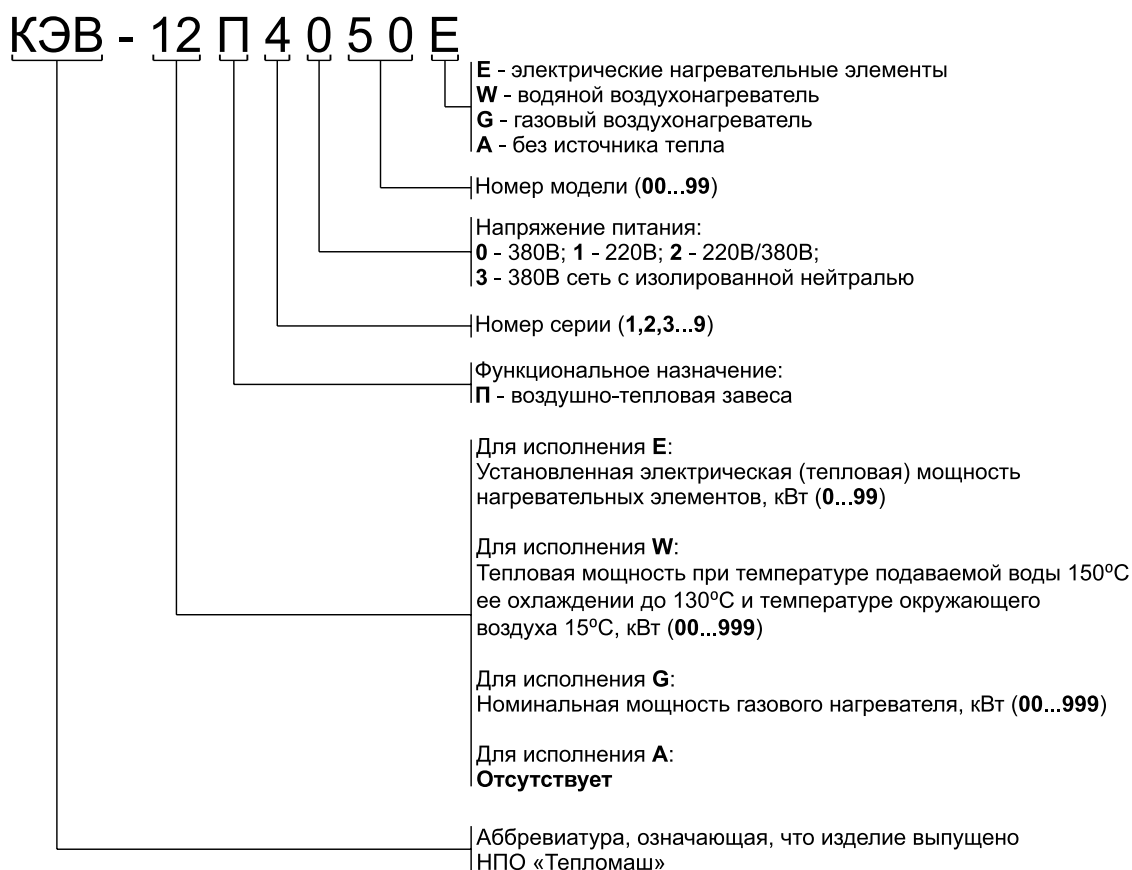 КЭВ - 12 П 4 0 5 0 Е
Е - электрические нагревательные элементы
W - водяной воздухонагреватель
G - газовый воздухонагреватель
А - без источника тепла
Номер модели (00...99)
Напряжение питания:
0 - 380В; 1 - 220В; 2 - 220В/380В;
3 - 380В сеть с изолированной нейтралью
Номер серии (1,2,3...9)
Функциональное назначение:
П - воздушно-тепловая завеса
Для исполнения Е:
Установленная электрическая (тепловая) мощность
нагревательных элементов, кВт (0...99)
Для исполнения W:
Тепловая мощность при температуре подаваемой воды 150⁰С
ее охлаждении до 130⁰С и температуре окружающего
воздуха 15⁰С, кВт (00...999)
Для исполнения G:
Номинальная мощность газового нагревателя, кВт (00...999)
Для исполнения А:
Отсутствует
Аббревиатура, означающая, что изделие выпущено
НПО «Тепломаш»